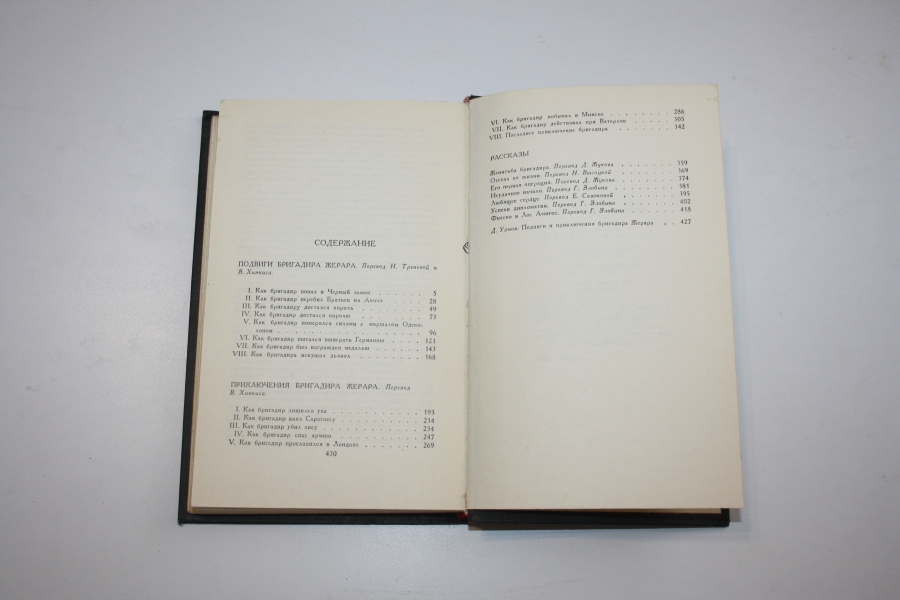 СОДЕРЖАНИЕ
ПОДВИГИ БРИГАДИРА ЖЕРАРА. Перевод Н. Треневой и
В. Хинкиса.
I. Как бригадир попал в Черный замок . . . . . . 5
II. Как бригадир перебил Братьев из Аяччо . . . . 28
III. Как бригадиру достался король . . . . . . . 49
IV. Как бригадир достался королю . . . . . . . 73
V. Как бригадир померился силами с маршалом Одеко-
лоном . . . . . . . . . . . . . . . . 96
VI. Как бригадир пытался выиграть Германию . . . . 121
VII. Как бригадир был награжден медалью . . . . . 143
VIII. Как бригадира искушал дьявол . . . . . . . 168
ПРИКЛЮЧЕНИЯ БРИГАДИРА ЖЕРАРА. Перевод
В. Хинкиса.
I. Как бригадир лишился уха . . . . . . . . . 193
II. Как бригадир взял Сарагоссу . . . . . . . . 214
III. Как бригадир убил лису . . . . . . . . . . 234
IV. Как бригадир спас армию . . . . . . . . . 247
V. Как бригадир прославился в Лондоне . . . . . . 269
430
VI. Как бригадир побывал в Минске . . . . . . . 286
VII. Как бригадир действовал при Ватерлоо . . . . . 305
VIII. Последнее приключение бригадира . . . . . . 342
РАССКАЗЫ
Женитьба бригадира. Перевод Д. Жукова . . . . . . 359
Отстал от жизни. Перевод Н. Высоцкой . . . . . . 369
Его первая операция. Перевод Д. Жукова . . . . . . 374
Неудачное начало. Перевод Г. Злобина . . . . . . 381
Любящее сердце. Перевод Е. . . . . . . 395
Успехи дипломатии. Перевод Г. Злобина . . . . . . 402
Фиаско в Лос Амигос. Перевод Г. Злобина . . . . . 418
Д. Урнов. Подвиги и приключения бригадира Жерара . . 427